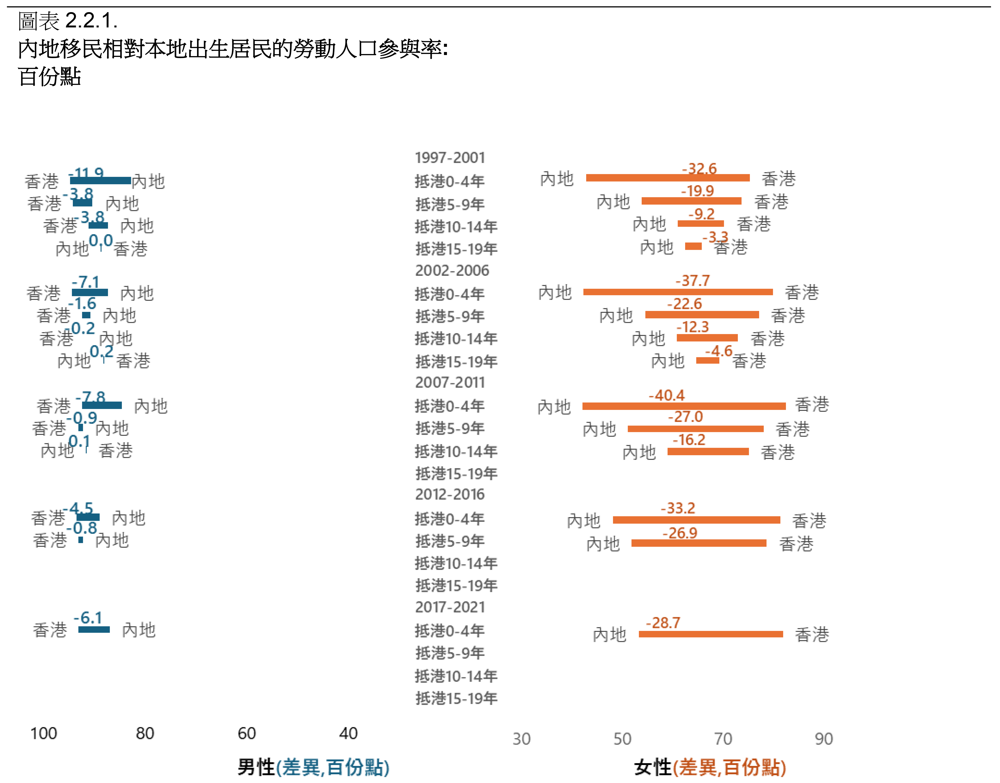 圖表 2.2.1.
內地移民相對本地出生居民的勞動人口參與率:
百份點
1997-2001
香港 -11.9 內地 抵港0-4年 內地 -32.6 香港
香港 -3.8 內地 抵港5-9年 內地 -19.9 香港
香港 -3.8 內地 抵港10-14年 內地 -9.2 香港
內地 0.0 香港 抵港15-19年 內地 -3.3 香港
2002-2006
香港 -7.1 內地 抵港0-4年 內地 -37.7 香港
香港 -1.6 內地 抵港5-9年 內地 -22.6 香港
香港 -0.2 內地 抵港10-14年 內地 -12.3 香港
內地 0.2 香港 抵港15-19年 內地 -4.6 香港
2007-2011
香港 -7.8 內地 抵港0-4年 內地 -40.4 香港
香港 -0.9 內地 抵港5-9年 內地 -27.0 香港
內地 0.1 香港 抵港10-14年 內地 -16.2 香港
抵港15-19年
2012-2016
香港 -4.5 內地 抵港0-4年 內地 -33.2 香港
香港 -0.8 內地 抵港5-9年 內地 -26.9 香港
抵港10-14年
抵港15-19年
2017-2021
香港 -6.1 內地 抵港0-4年 內地 -28.7 香港
抵港5-9年
抵港10-14年
抵港15-19年
100 80 60 40 30 50 70 90
男性(差異,百份點) 女性(差異,百份點)